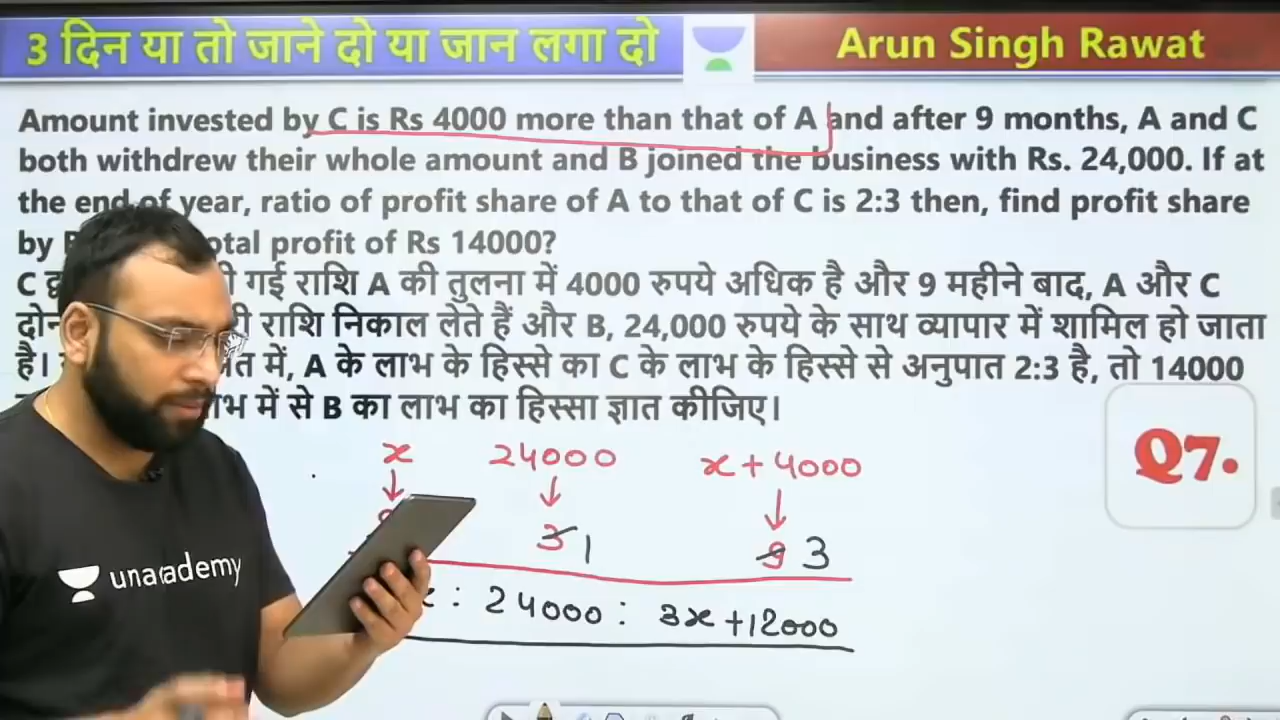 3 दिन या तो जाने दो या जान लगा दो
Arun Singh Rawat
Amount invested by C is Rs 4000 more than that of A and after 9 months, A and C
both withdrew their whole amount and B joined the business with Rs. 24,000. If at
the end of year, ratio of profit share of A to that of C is 2:3 then, find profit share
by profit of Rs 14000?
C गई राशि A की तुलना में 4000 रुपये अधिक है और 9 महीने बाद, A और C
राशि निकाल लेते हैं और B, 24,000 रुपये के साथ व्यापार में शामिल हो जाता
है। में, A के लाभ के हिस्से का C के लाभ के हिस्से से अनुपात 2:3 है, तो 14000
में से B का लाभ का हिस्सा ज्ञात कीजिए।
Q7.
x 24000 x + 4000
3 1 9 3
: 24000 : 3x + 12000
unacademy